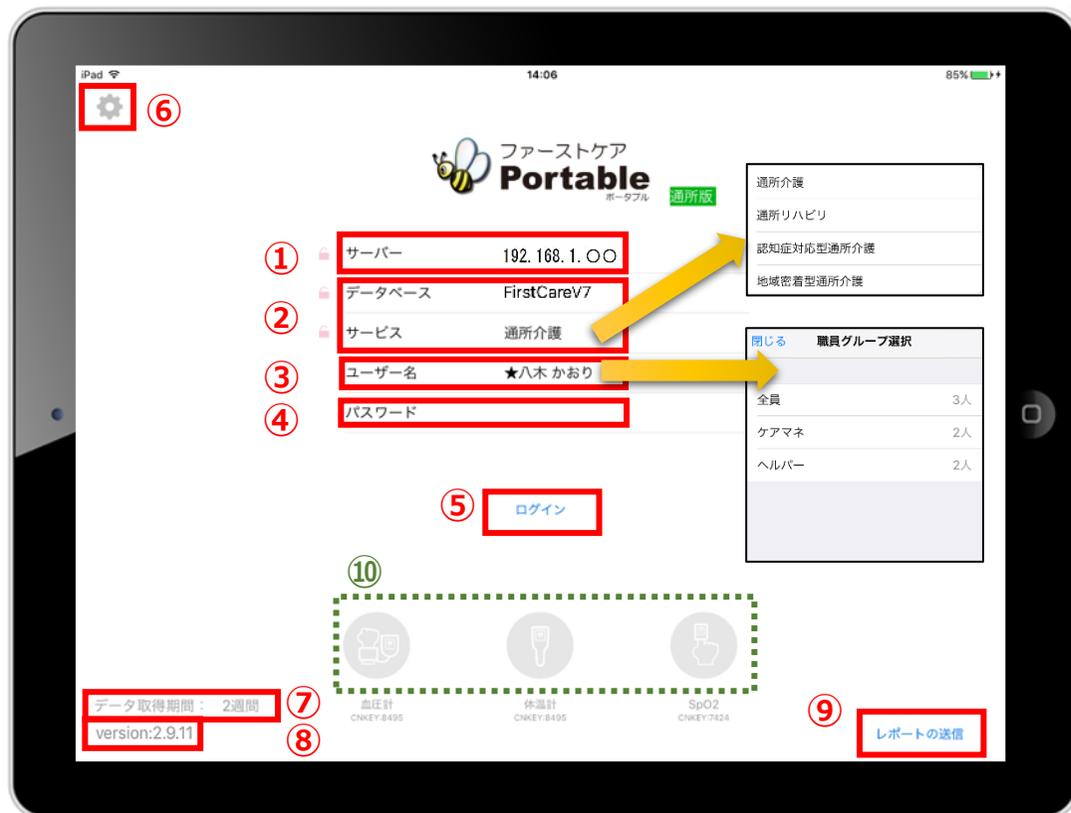 iPad 14:06 85%
⑥
ファーストケア
Portable
ポータブル
通所版
① サーバー 192.168.1.〇〇
② データベース FirstCareV7
サービス 通所介護
③ ユーザー名 ★八木 かおり
④ パスワード
⑤ ログイン
通所介護
通所リハビリ
認知症対応型通所介護
地域密着型通所介護
閉じる 職員グループ選択
全員 3人
ケアマネ 2人
ヘルパー 2人
⑩
血圧計 体温計 SpO2
CNKEY:8495 CNKEY:8495 CNKEY:7424
データ取得期間： 2週間 ⑦
version:2.9.11 ⑧
⑨
レポートの送信